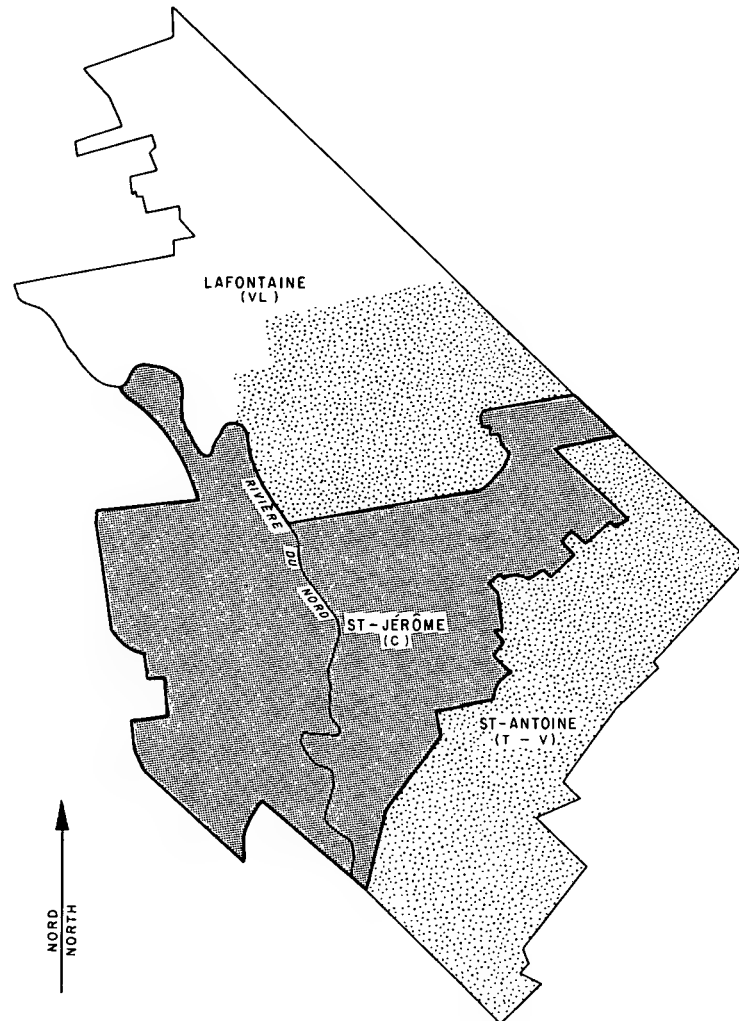 LAFONTAINE
(VL)
RIVIÈRE DU NORD
ST-JÉRÔME
(C)
ST-ANTOINE
(T - V)
NORD
NORTH